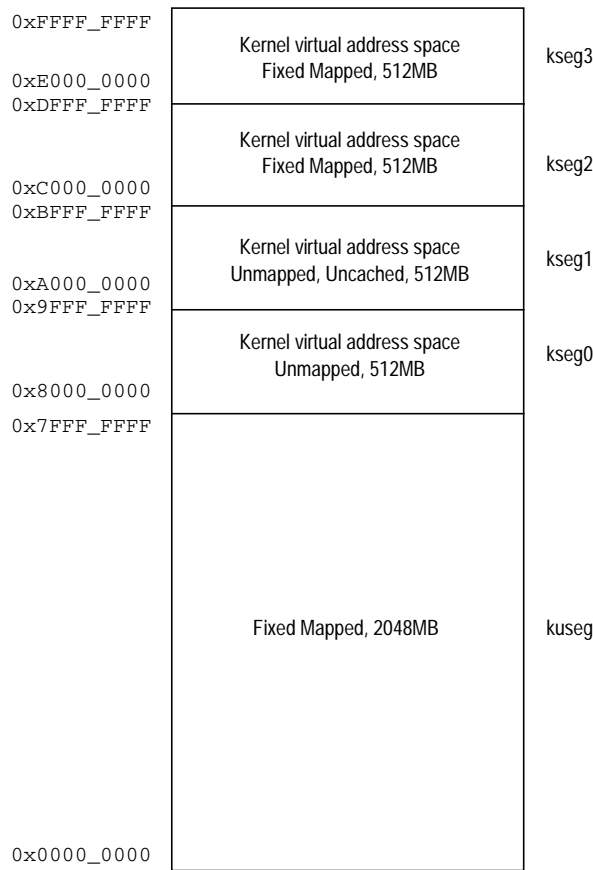 0xFFFF_FFFF
Kernel virtual address space
Fixed Mapped, 512MB
kseg3
0xE000_0000
0xDFFF_FFFF
Kernel virtual address space
Fixed Mapped, 512MB
kseg2
0xC000_0000
0xBFFF_FFFF
Kernel virtual address space
Unmapped, Uncached, 512MB
kseg1
0xA000_0000
0x9FFF_FFFF
Kernel virtual address space
Unmapped, 512MB
kseg0
0x8000_0000
0x7FFF_FFFF
Fixed Mapped, 2048MB
kuseg
0x0000_0000